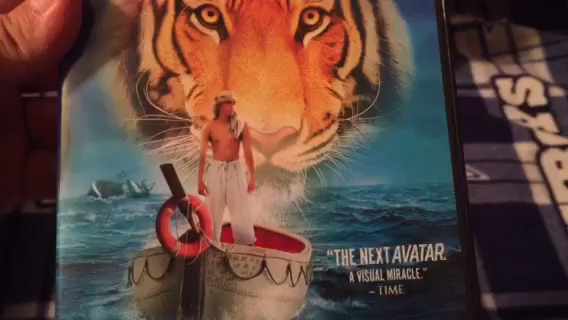 "THE NEXT AVATAR.
A VISUAL MIRACLE."
– TIME